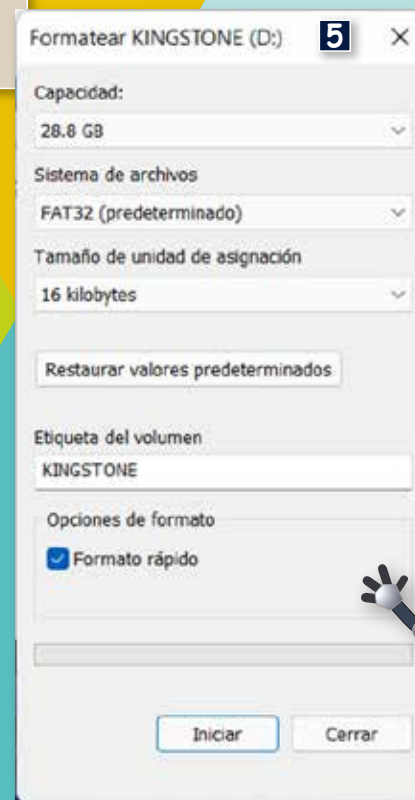 Formatear KINGSTONE (D:)
5
Capacidad:
28.8 GB
Sistema de archivos
FAT32 (predeterminado)
Tamaño de unidad de asignación
16 kilobytes
Restaurar valores predeterminados
Etiqueta del volumen
KINGSTONE
Opciones de formato
Formato rápido
Iniciar Cerrar